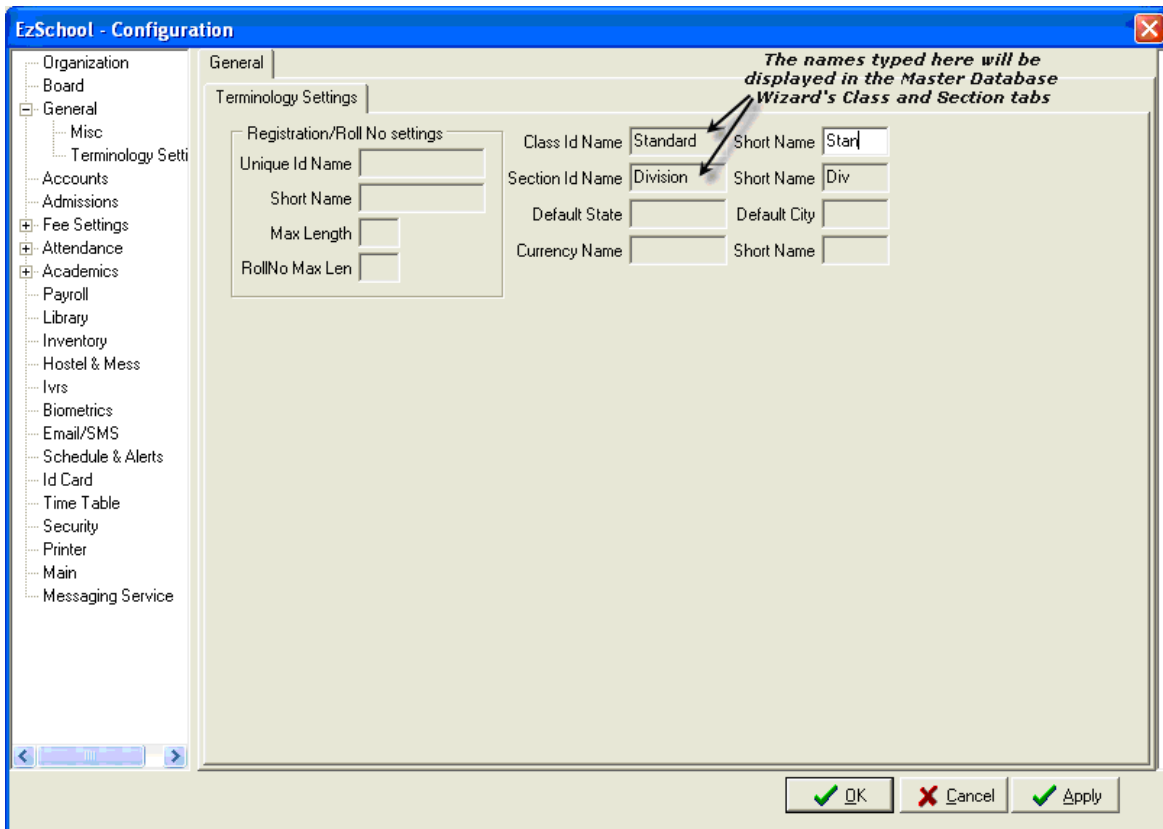 EzSchool - Configuration
Organization
Board
General
Misc
Terminology Setti
Accounts
Admissions
Fee Settings
Attendance
Academics
Payroll
Library
Inventory
Hostel & Mess
Ivrs
Biometrics
Email/SMS
Schedule & Alerts
Id Card
Time Table
Security
Printer
Main
Messaging Service
General
The names typed here will be
displayed in the Master Database
Wizard's Class and Section tabs
Terminology Settings
Registration/Roll No settings
Unique Id Name
Short Name
Max Length
RollNo Max Len
Class Id Name Standard Short Name Stan
Section Id Name Division Short Name Div
Default State Default City
Currency Name Short Name
OK Cancel Apply